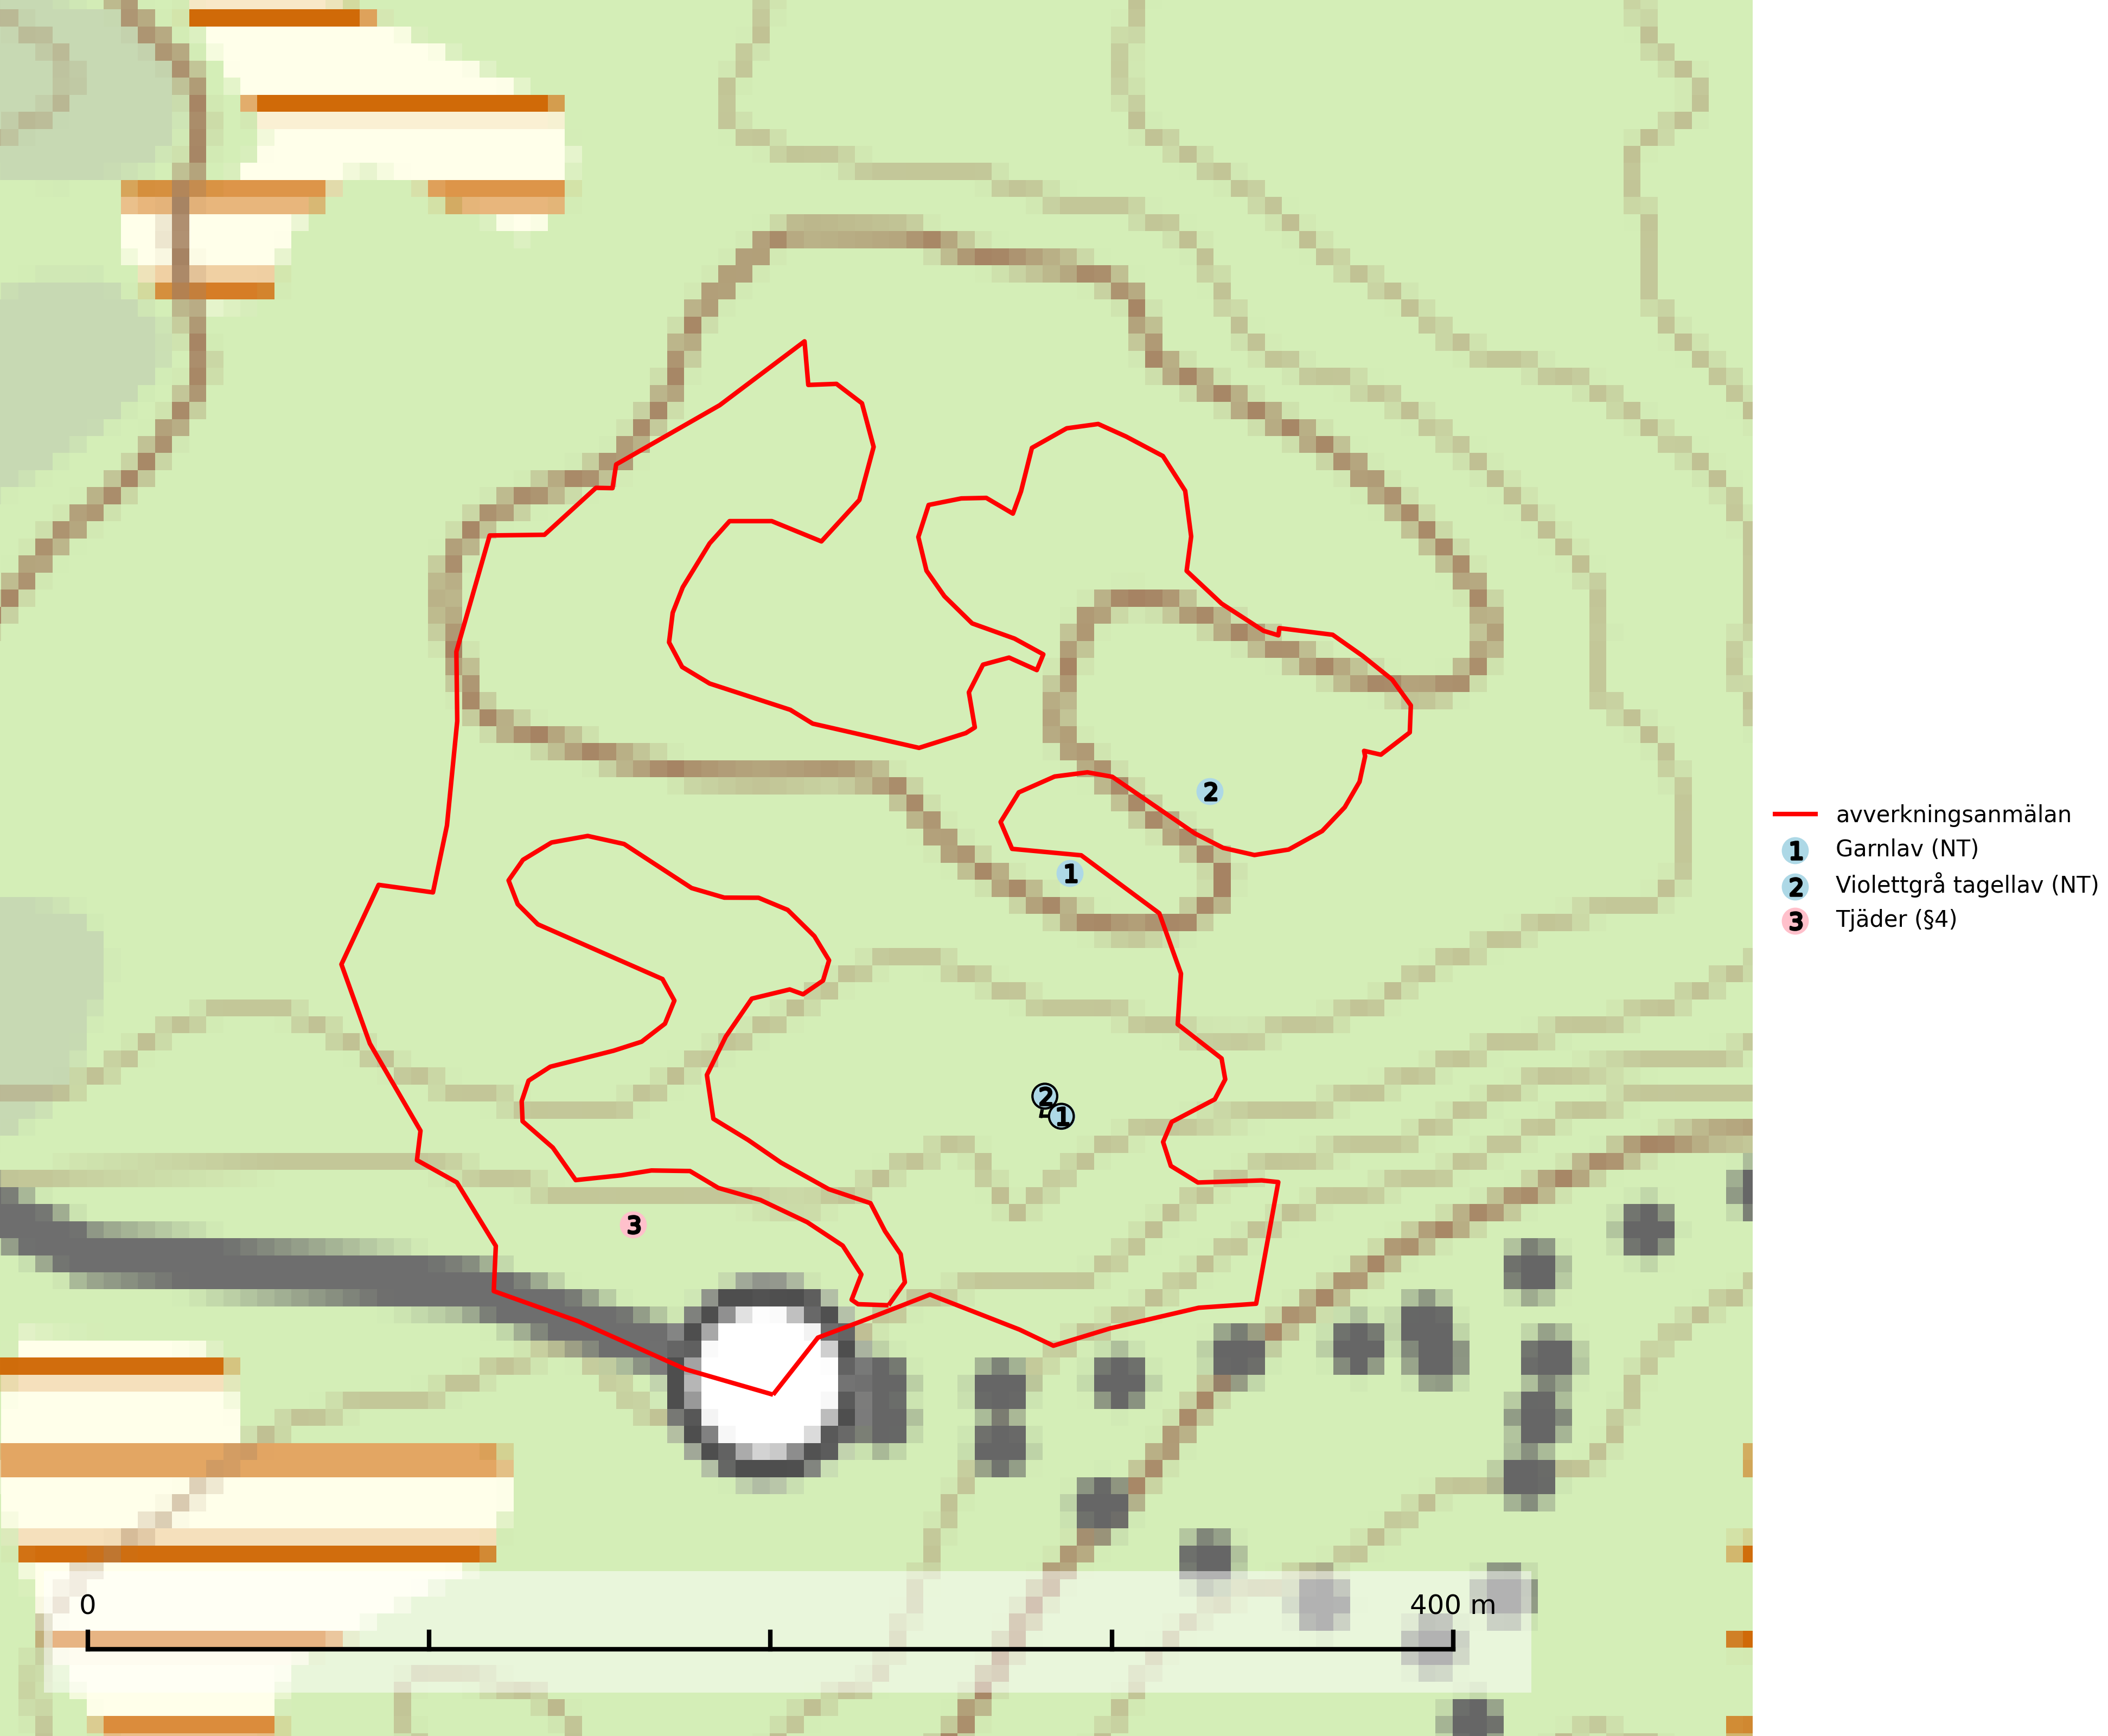 2
1
2
1
3
avverkningsanmälan
1 Garnlav (NT)
2 Violettgrå tagellav (NT)
3 Tjäder (§4)
0 400 m